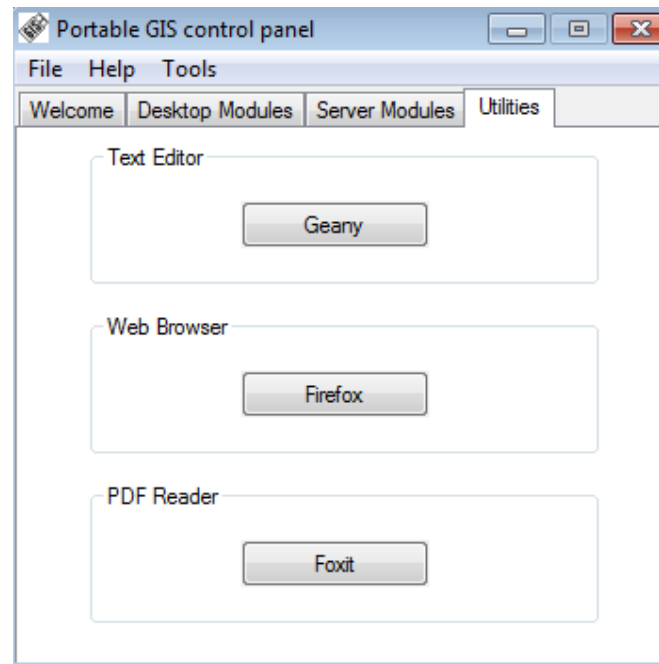 Portable GIS control panel
File Help Tools
Welcome Desktop Modules Server Modules Utilities
Text Editor
Geany
Web Browser
Firefox
PDF Reader
Foxit